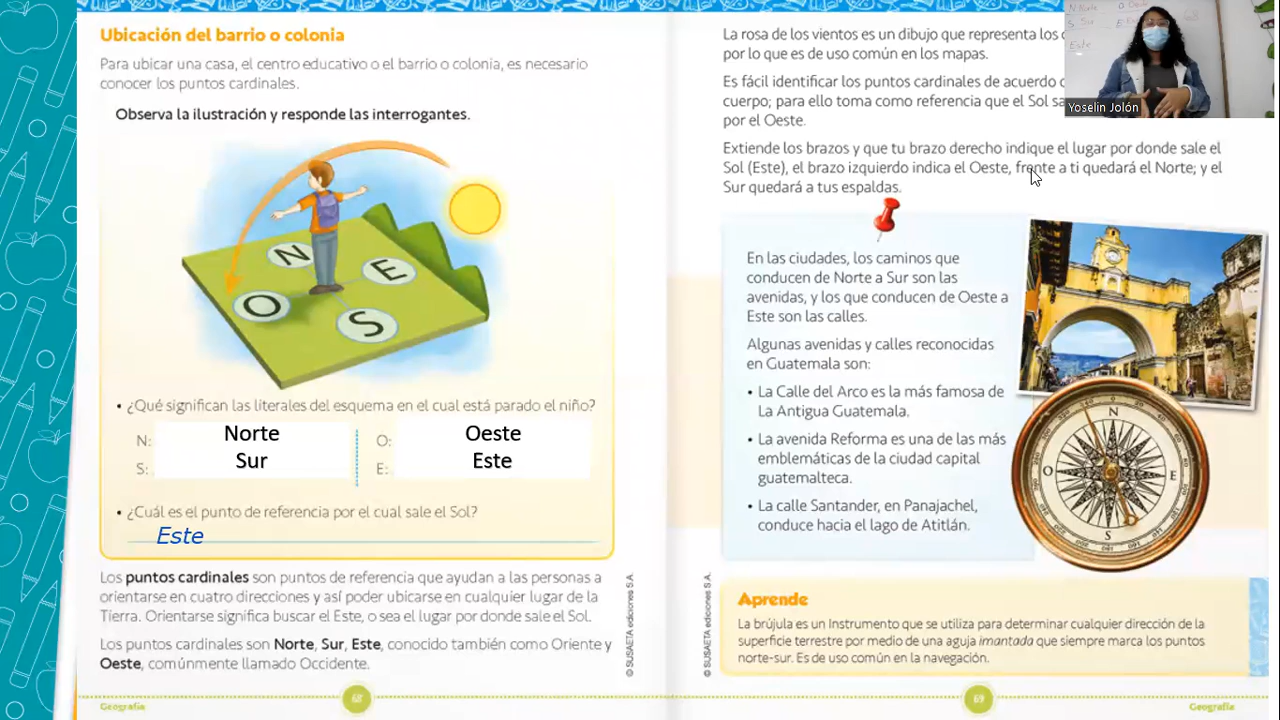 Ubicación del barrio o colonia
Para ubicar una casa, el centro educativo o el barrio o colonia, es necesario
conocer los puntos cardinales.
Observa la ilustración y responde las interrogantes.
N
E
O
S
• ¿Qué significan las literales del esquema en el cual está parado el niño?
N: Norte
O: Oeste
S: Sur
E: Este
• ¿Cuál es el punto de referencia por el cual sale el Sol?
Este
Los puntos cardinales son puntos de referencia que ayudan a las personas a
orientarse en cuatro direcciones y así poder ubicarse en cualquier lugar de la
Tierra. Orientarse significa buscar el Este, o sea el lugar por donde sale el Sol.
Los puntos cardinales son Norte, Sur, Este, conocido también como Oriente y
Oeste, comúnmente llamado Occidente.
© SUSAETA ediciones S.A.
68
Geografía
La rosa de los vientos es un dibujo que representa los
por lo que es de uso común en los mapas.
Es fácil identificar los puntos cardinales de acuerdo
cuerpo; para ello toma como referencia que el Sol
por el Oeste.
Extiende los brazos y que tu brazo derecho indique el lugar por donde sale el
Sol (Este), el brazo izquierdo indica el Oeste, frente a ti quedará el Norte; y el
Sur quedará a tus espaldas.
En las ciudades, los caminos que
conducen de Norte a Sur son las
avenidas, y los que conducen de Oeste a
Este son las calles.
Algunas avenidas y calles reconocidas
en Guatemala son:
• La Calle del Arco es la más famosa de
La Antigua Guatemala.
• La avenida Reforma es una de las más
emblemáticas de la ciudad capital
guatemalteca.
• La calle Santander, en Panajachel,
conduce hacia el lago de Atitlán.
N
O
E
S
© SUSAETA ediciones S.A.
Aprende
La brújula es un Instrumento que se utiliza para determinar cualquier dirección de la
superficie terrestre por medio de una aguja imantada que siempre marca los puntos
norte-sur. Es de uso común en la navegación.
69
Geografía
N Norte
S Sur
Este
Yoselin Jolón